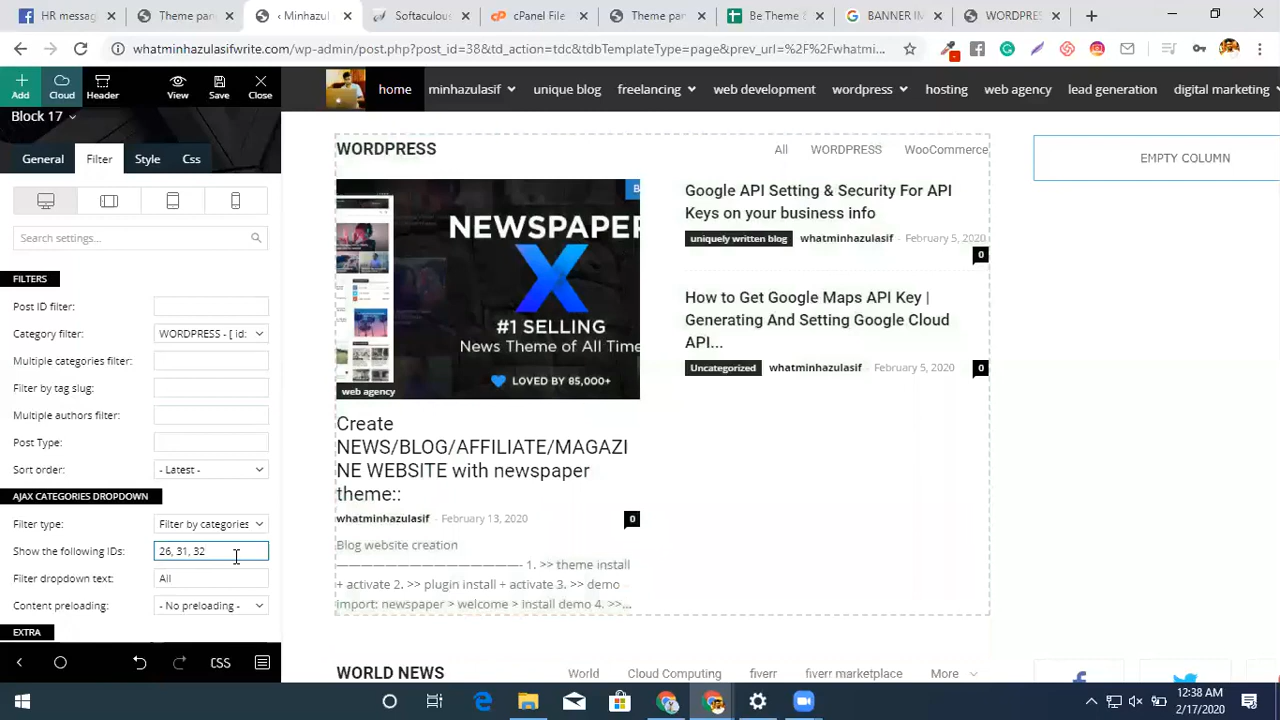 HR messag
Minhazul
Softaculous
cPanel File
Theme pan
Be Theme
BANNER IM
WORDPRES
whatminhazulasifwrite.com/wp-admin/post.php?post_id=38&td_action=tdc&tdbTemplateType=page&prev_url=%2F%2Fwhatmi...
Add Cloud Header View Save Close
home minhazulasif unique blog freelancing web development wordpress hosting web agency lead generation digital marketing
Block 17
General Filter Style Css
Search settings
FILTERS
Post ID filter:
Category filter: WORDPRESS - [ i
Multiple categories filter:
Filter by tag slug:
Multiple authors filter:
Post Type:
Sort order: - Latest -
AJAX CATEGORIES DROPDOWN
Filter type: Filter by categories
Show the following IDs: 26, 31, 32
Filter dropdown text: All
Content preloading: - No preloading -
EXTRA
CSS
WORDPRESS
All WORDPRESS WooCommerce
NEWSPAPER
X
#1 SELLING
News Theme of All Time
LOVED BY 85,000+
web agency
Create
NEWS/BLOG/AFFILIATE/MAGAZI
NE WEBSITE with newspaper
theme::
whatminhazulasif - February 13, 2020 0
Blog website creation
———————————————- 1. >> theme install
+ activate 2. >> plugin install + activate 3. >> demo
import: newspaper > welcome > install demo 4. >>...
Google API Setting & Security For API
Keys on your business info
uniquely written blog whatminhazulasif - February 5, 2020
0
How to Get Google Maps API Key |
Generating And Setting Google Cloud
API...
Uncategorized whatminhazulasif - February 5, 2020 0
EMPTY COLUMN
WORLD NEWS
World Cloud Computing fiverr fiverr marketplace More
12:38 AM
2/17/2020